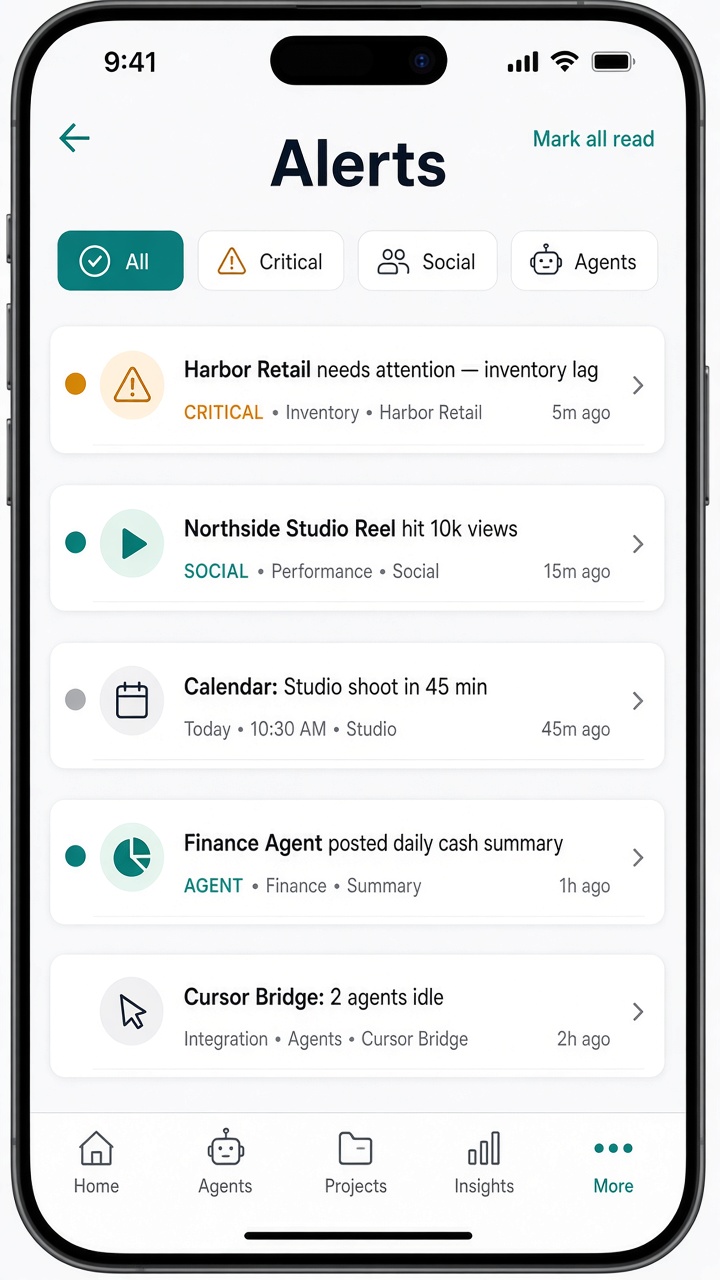 9:41
Mark all read
Alerts
All
Critical
Social
Agents
Harbor Retail needs attention — inventory lag
CRITICAL • Inventory • Harbor Retail 5m ago
Northside Studio Reel hit 10k views
SOCIAL • Performance • Social 15m ago
Calendar: Studio shoot in 45 min
Today • 10:30 AM • Studio 45m ago
Finance Agent posted daily cash summary
AGENT • Finance • Summary 1h ago
Cursor Bridge: 2 agents idle
Integration • Agents • Cursor Bridge 2h ago
Home
Agents
Projects
Insights
More